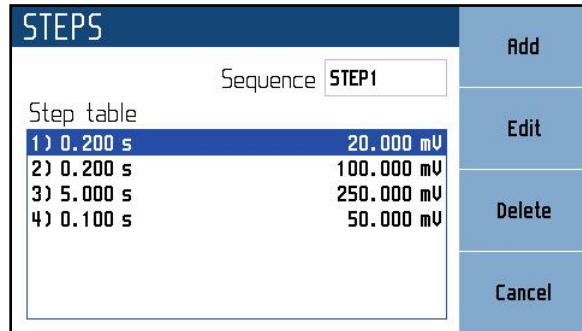 STEPS
Sequence STEP1
Step table
1) 0.200 s 20.000 mV
2) 0.200 s 100.000 mV
3) 5.000 s 250.000 mV
4) 0.100 s 50.000 mV
Add
Edit
Delete
Cancel